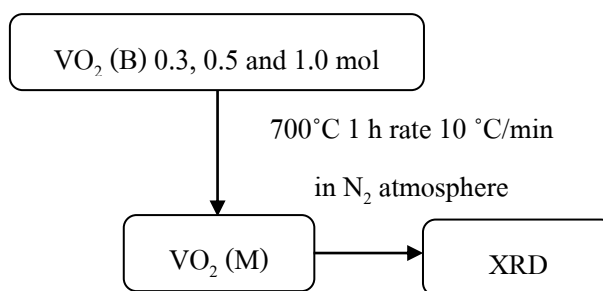 VO₂ (B) 0.3, 0.5 and 1.0 mol
700˚C 1 h rate 10 ˚C/min
in N₂ atmosphere
VO₂ (M)
XRD